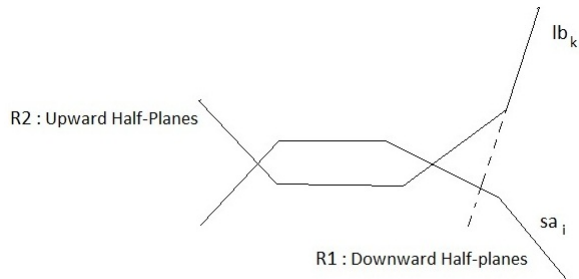 lb k
R2 : Upward Half-Planes
sa i
R1 : Downward Half-planes